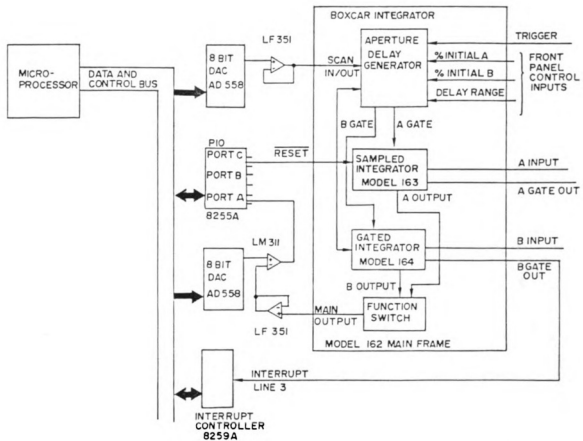 BOXCAR INTEGRATOR
MICRO-
PROCESSOR
DATA AND
CONTROL BUS
8 BIT
DAC
AD 558
LF 351
SCAN
IN/OUT
APERTURE
DELAY
GENERATOR
TRIGGER
% INITIAL A
% INITIAL B
DELAY RANGE
FRONT
PANEL
CONTROL
INPUTS
B GATE
A GATE
P10
PORT C
PORT B
PORT A
8255A
RESET
SAMPLED
INTEGRATOR
MODEL 163
A INPUT
A GATE OUT
A OUTPUT
LM 311
8 BIT
DAC
AD 558
LF 351
GATED
INTEGRATOR
MODEL 164
B INPUT
B GATE
OUT
B OUTPUT
MAIN
OUTPUT
FUNCTION
SWITCH
MODEL 162 MAIN FRAME
INTERRUPT
LINE 3
INTERRUPT
CONTROLLER
8259A